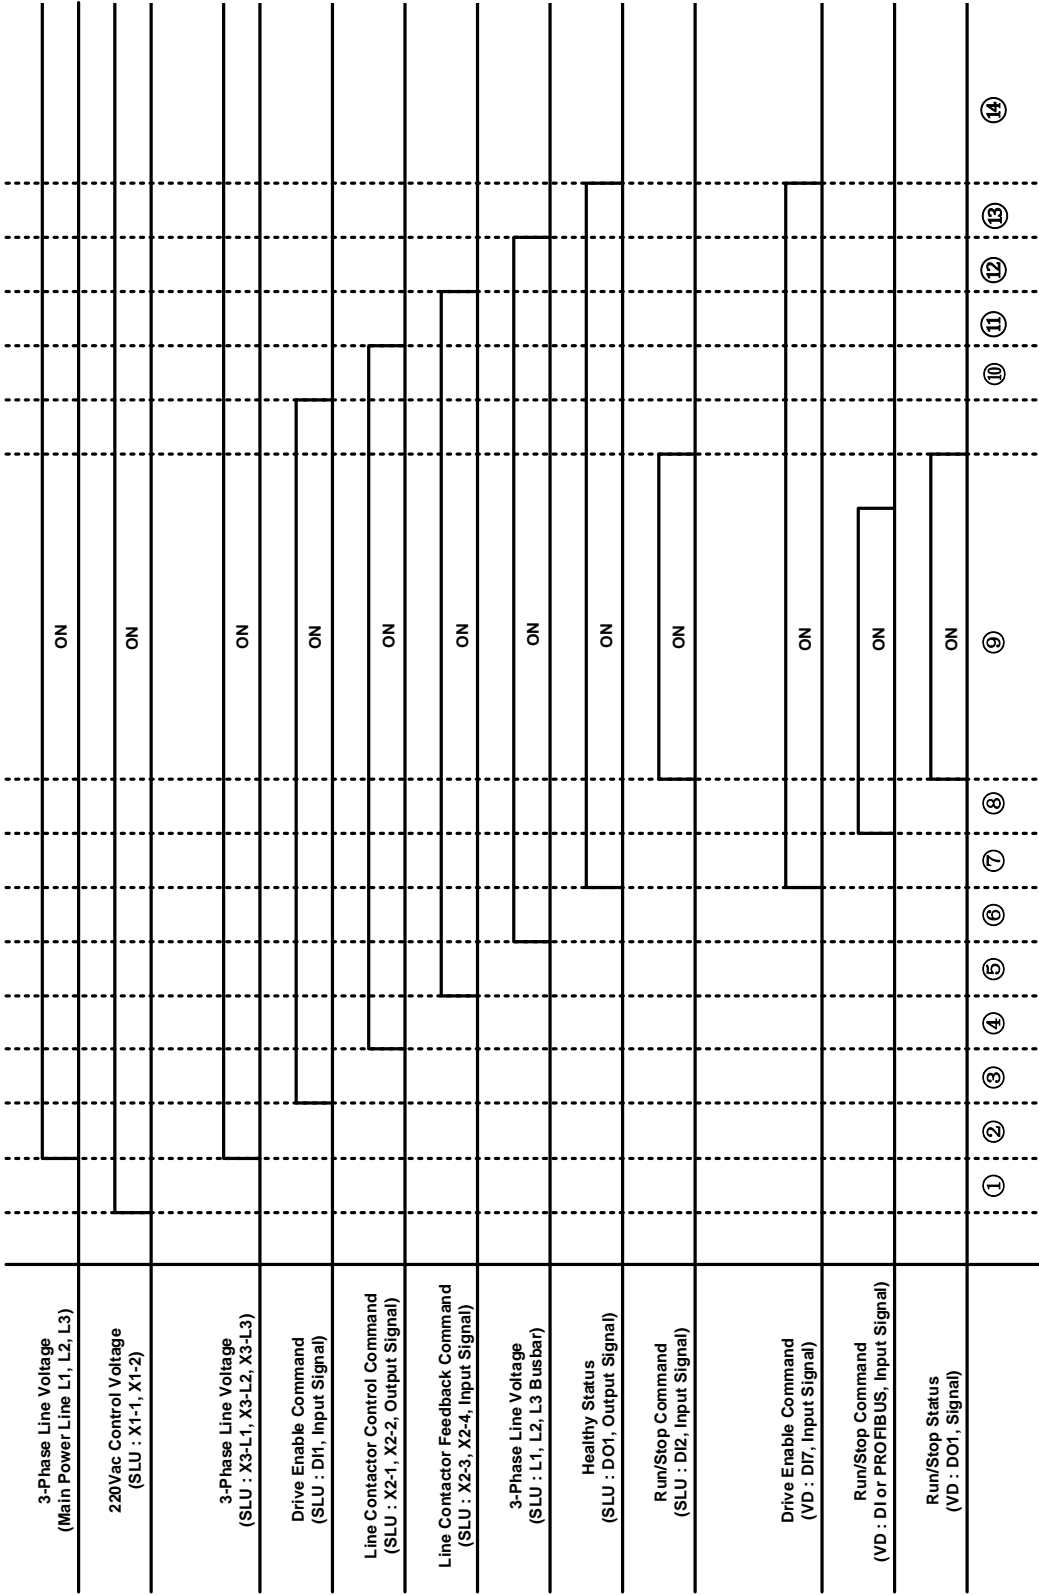 3-Phase Line Voltage
(Main Power Line L1, L2, L3)
ON
220Vac Control Voltage
(SLU : X1-1, X1-2)
ON
3-Phase Line Voltage
(SLU : X3-L1, X3-L2, X3-L3)
ON
Drive Enable Command
(SLU : DI1, Input Signal)
ON
Line Contactor Control Command
(SLU : X2-1, X2-2, Output Signal)
ON
Line Contactor Feedback Command
(SLU : X2-3, X2-4, Input Signal)
ON
3-Phase Line Voltage
(SLU : L1, L2, L3 Busbar)
ON
Healthy Status
(SLU : DO1, Output Signal)
ON
Run/Stop Command
(SLU : DI2, Input Signal)
ON
Drive Enable Command
(VD : DI7, Input Signal)
ON
Run/Stop Command
(VD : DI or PROFIBUS, Input Signal)
ON
Run/Stop Status
(VD : DO1, Signal)
ON
① ② ③ ④ ⑤ ⑥ ⑦ ⑧ ⑨ ⑩ ⑪ ⑫ ⑬ ⑭